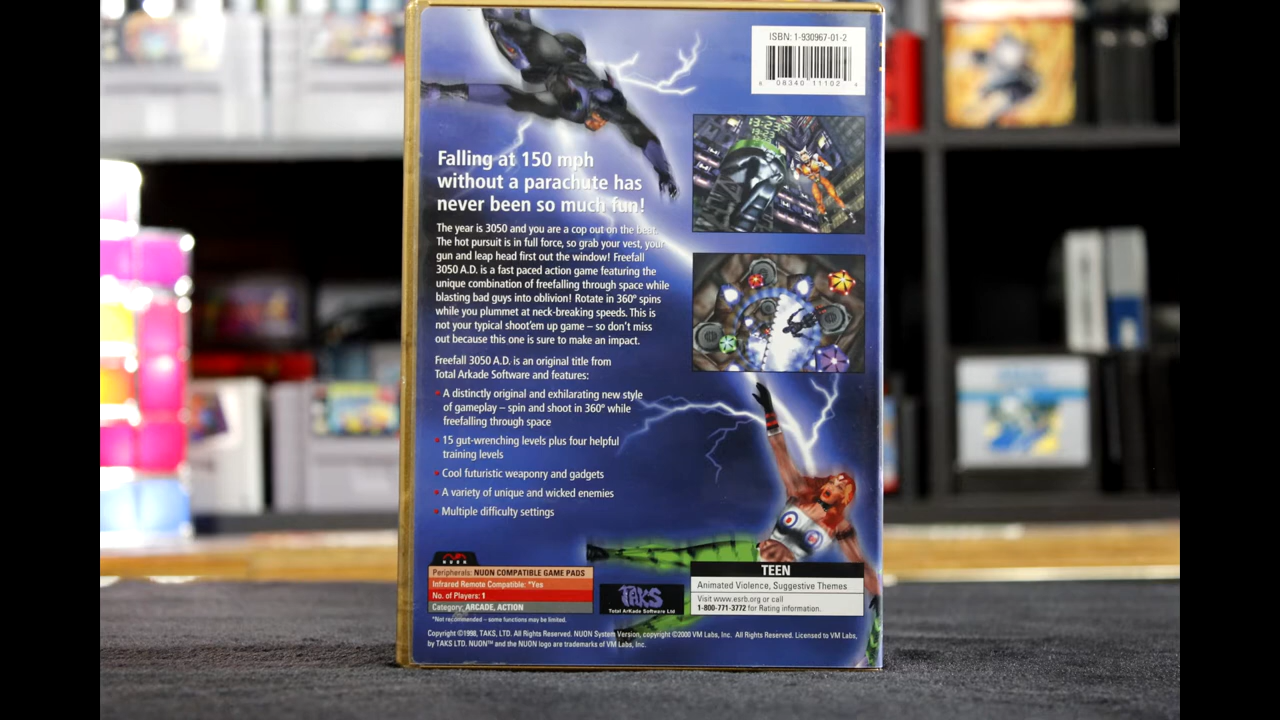 ISBN: 1-930967-01-2
08340 11102
Falling at 150 mph
without a parachute has
never been so much fun!
The year is 3050 and you are a cop out on the beat.
The hot pursuit is in full force, so grab your vest, your
gun and leap head first out the window! Freefall
3050 A.D. is a fast paced action game featuring the
unique combination of freefalling through space while
blasting bad guys into oblivion! Rotate in 360º spins
while you plummet at neck-breaking speeds. This is
not your typical shoot'em up game – so don't miss
out because this one is sure to make an impact.
Freefall 3050 A.D. is an original title from
Total Arkade Software and features:
• A distinctly original and exhilarating new style
of gameplay – spin and shoot in 360º while
freefalling through space
• 15 gut-wrenching levels plus four helpful
training levels
• Cool futuristic weaponry and gadgets
• A variety of unique and wicked enemies
• Multiple difficulty settings
NUON
Peripherals: NUON COMPATIBLE GAME PADS
Infrared Remote Compatible: *Yes
No. of Players: 1
Category: ARCADE, ACTION
*Not recommended – some functions may be limited.
TAKS
Total Arkade Software Ltd
TEEN
Animated Violence, Suggestive Themes
Visit www.esrb.org or call
1-800-771-3772 for Rating information.
Copyright ©1998, TAKS, LTD. All Rights Reserved. NUON System Version, copyright ©2000 VM Labs, Inc. All Rights Reserved. Licensed to VM Labs,
by TAKS LTD. NUON™ and the NUON logo are trademarks of VM Labs, Inc.